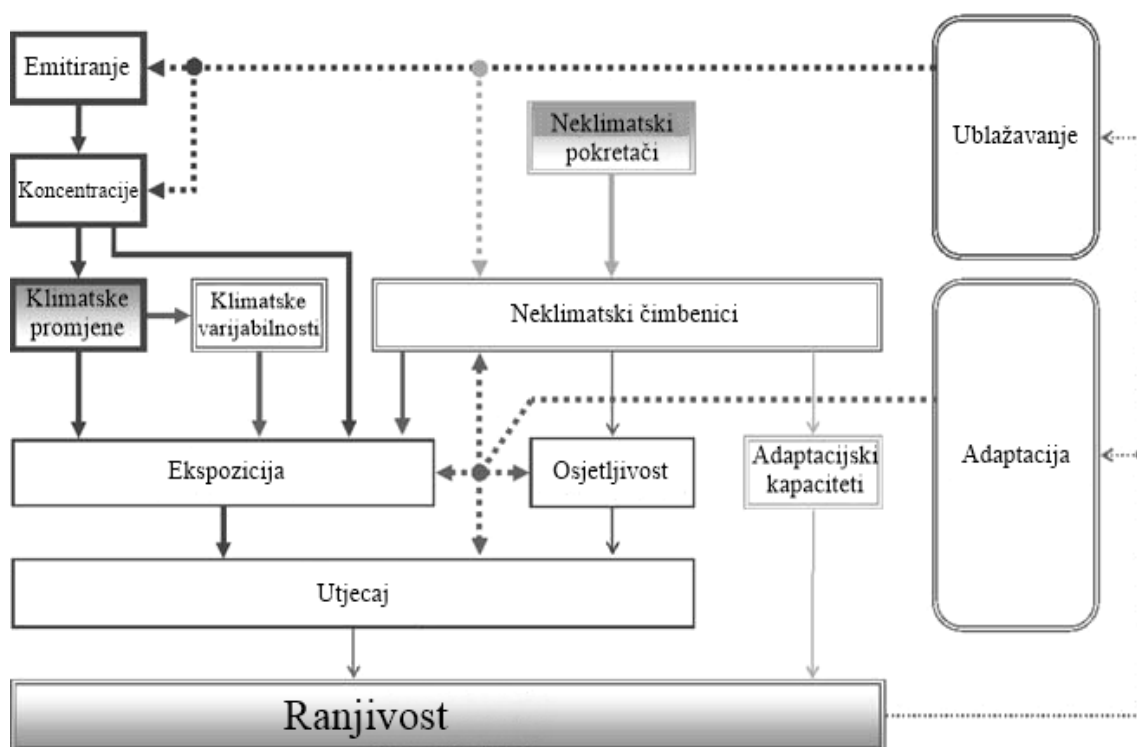 Emitiranje
Neklimatski
pokretači
Ublažavanje
Koncentracije
Klimatske
promjene
Klimatske
varijabilnosti
Neklimatski čimbenici
Ekspozicija
Osjetljivost
Adaptacijski
kapaciteti
Adaptacija
Utjecaj
Ranjivost